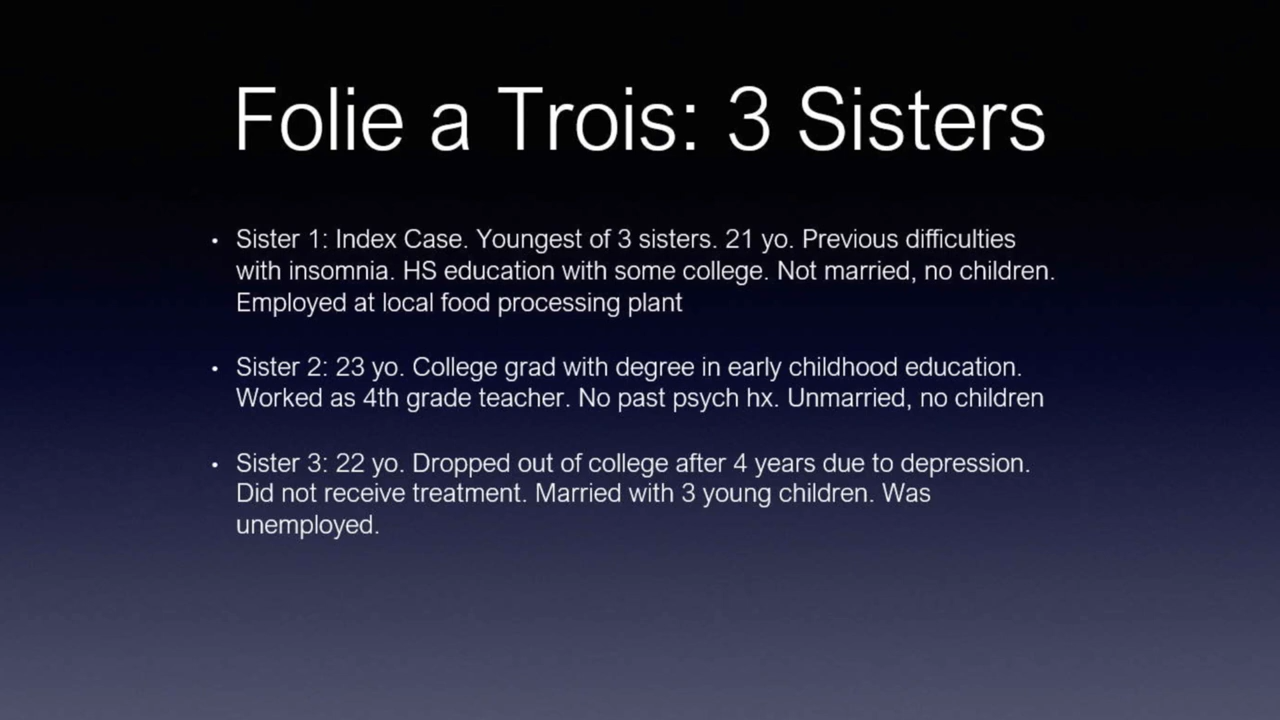 Folie a Trois: 3 Sisters
• Sister 1: Index Case. Youngest of 3 sisters. 21 yo. Previous difficulties
with insomnia. HS education with some college. Not married, no children.
Employed at local food processing plant
• Sister 2: 23 yo. College grad with degree in early childhood education.
Worked as 4th grade teacher. No past psych hx. Unmarried, no children
• Sister 3: 22 yo. Dropped out of college after 4 years due to depression.
Did not receive treatment. Married with 3 young children. Was
unemployed.